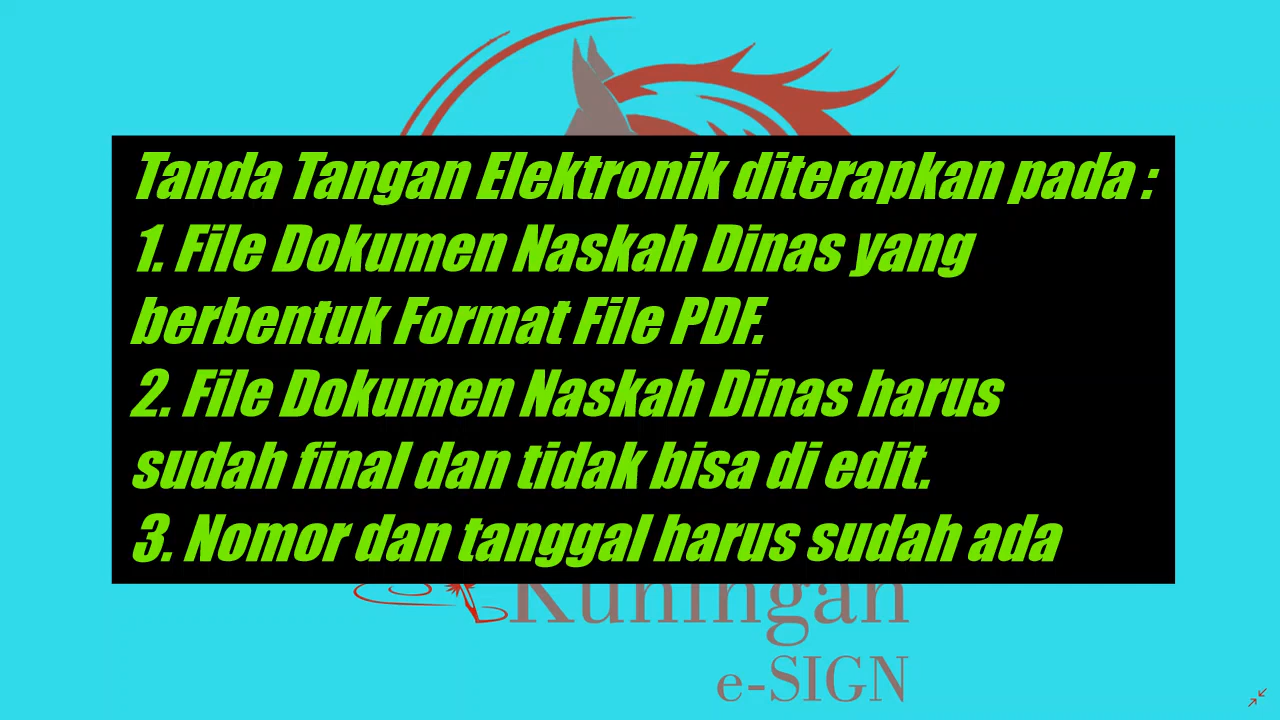 Tanda Tangan Elektronik diterapkan pada :
1. File Dokumen Naskah Dinas yang
berbentuk Format File PDF.
2. File Dokumen Naskah Dinas harus
sudah final dan tidak bisa di edit.
3. Nomor dan tanggal harus sudah ada
Kuningan
e-SIGN